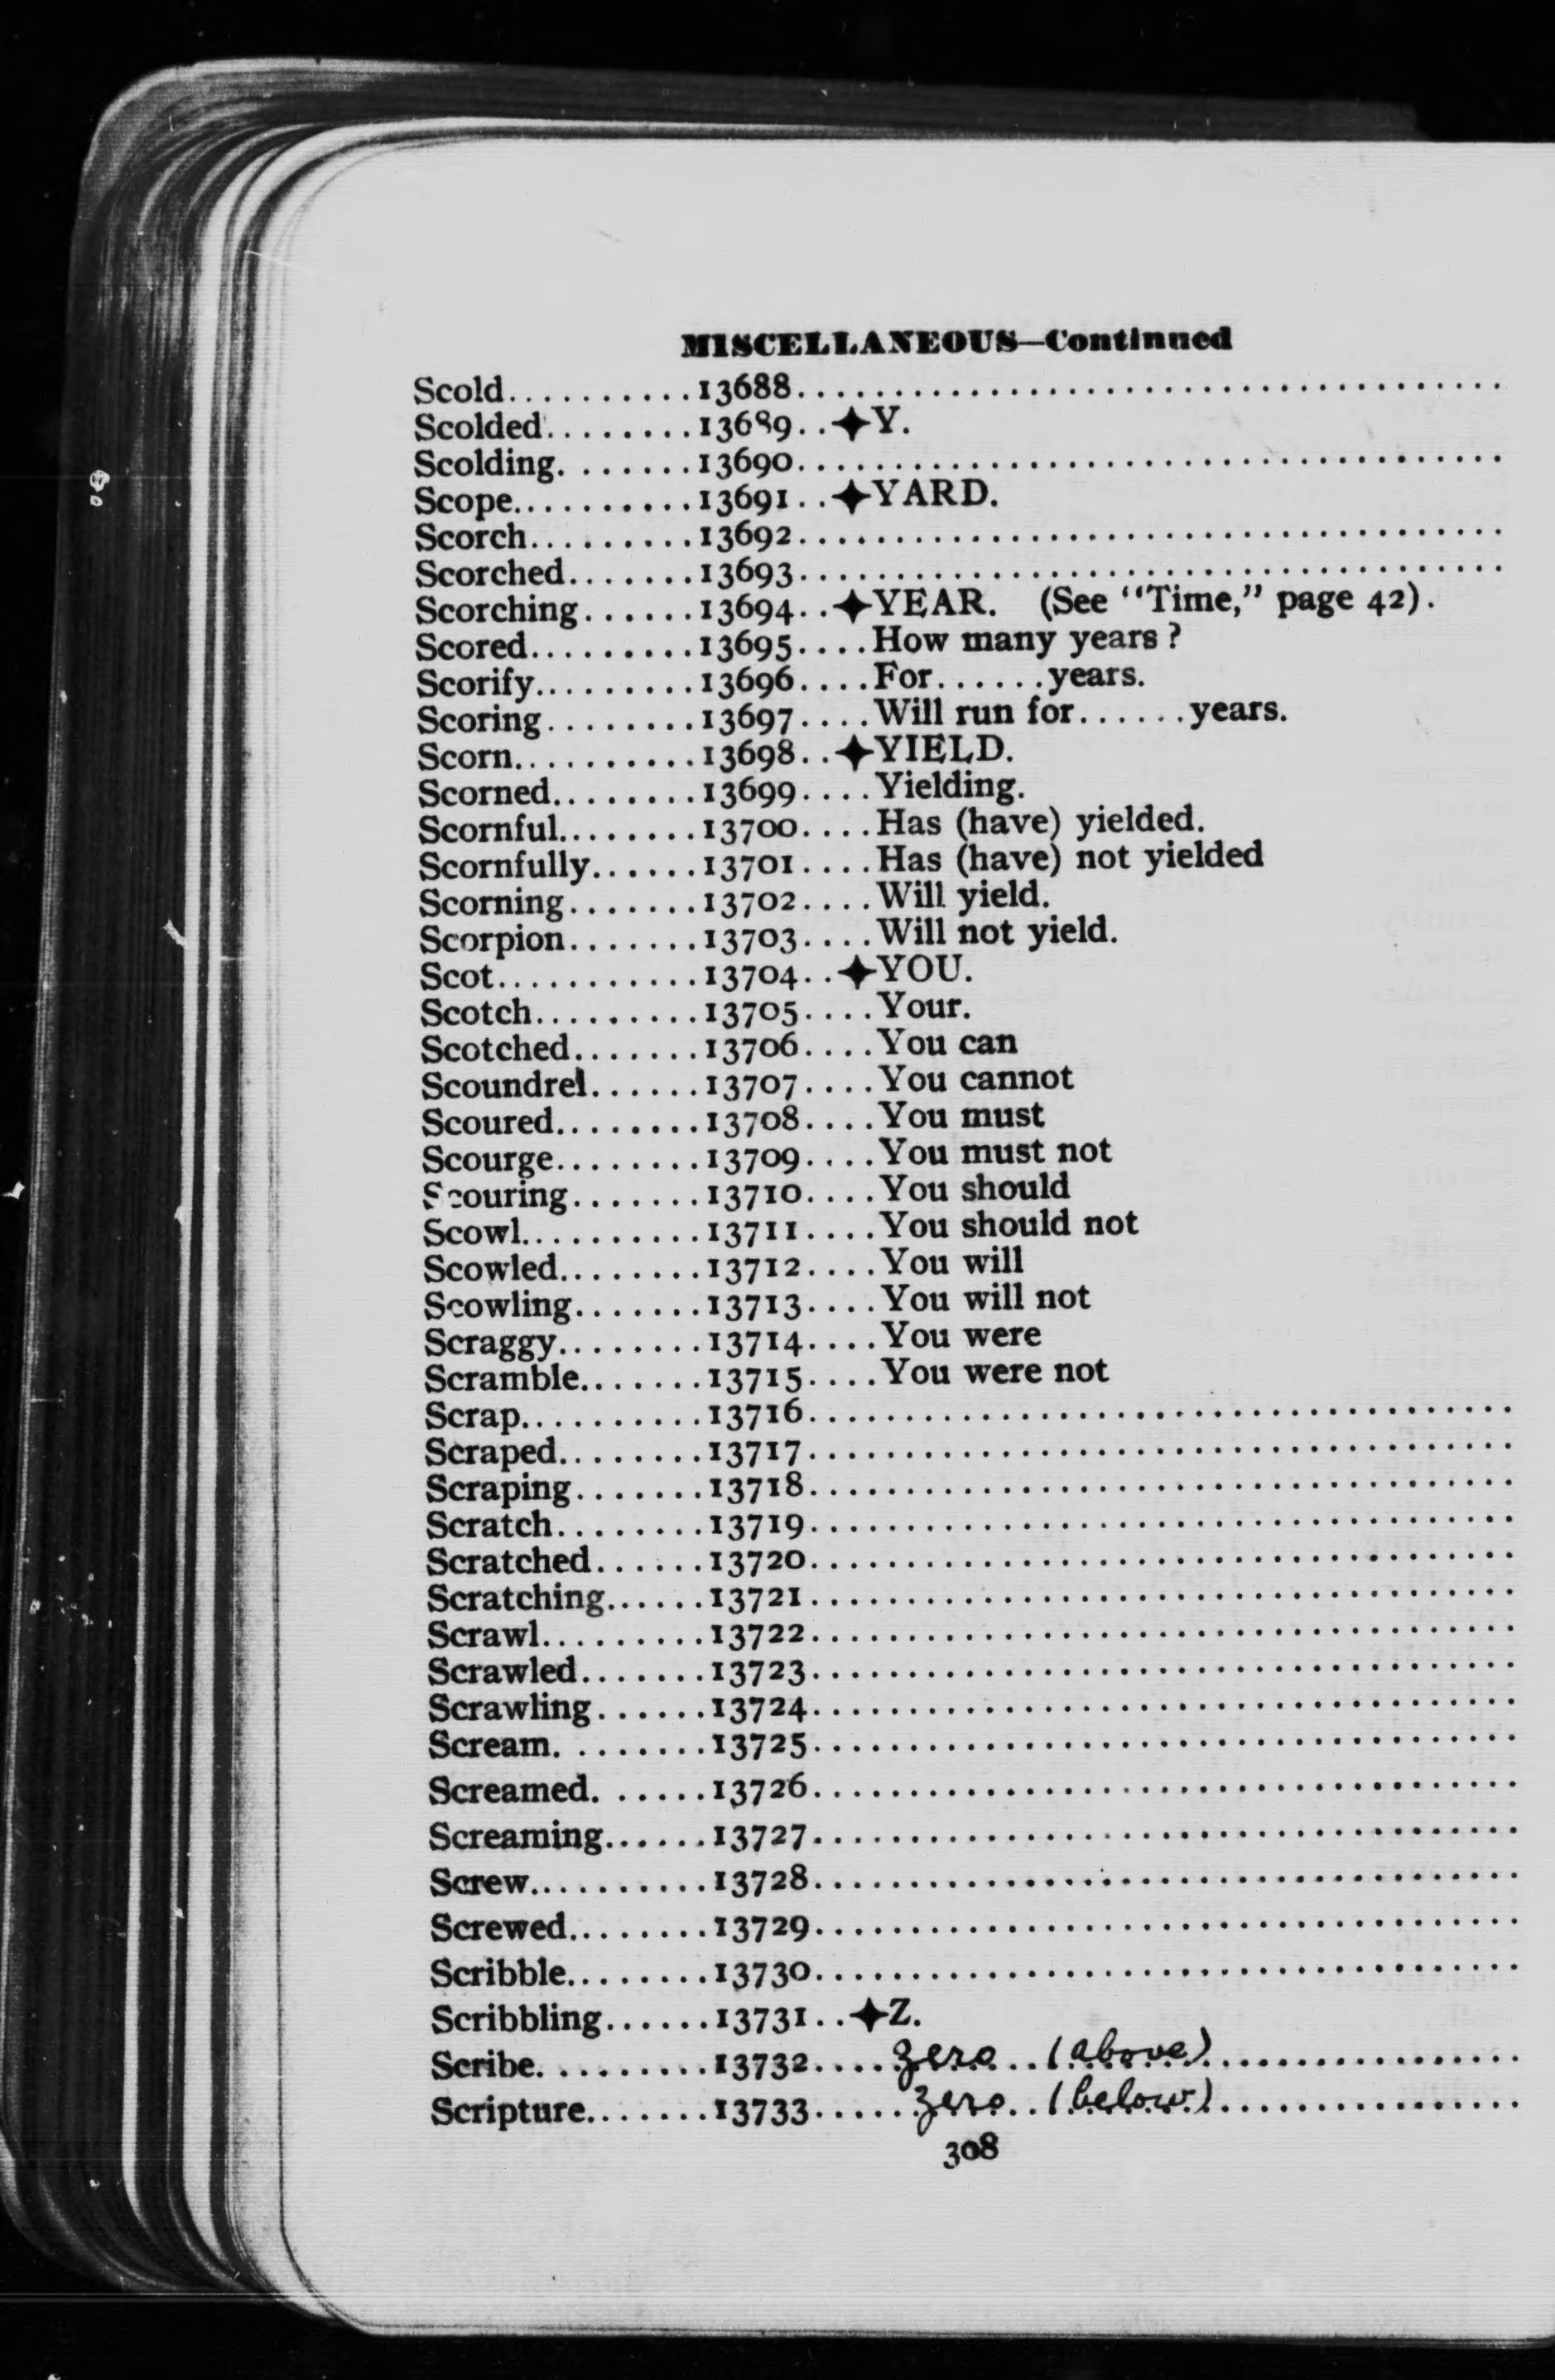 MISCELLANEOUS—Continued
Scold...........13688........................................
Scolded........13689..✦Y.
Scolding........13690........................................
Scope..........13691..✦YARD.
Scorch.........13692........................................
Scorched.......13693........................................
Scorching......13694..✦YEAR. (See "Time," page 42).
Scored.........13695....How many years?
Scorify.........13696....For......years.
Scoring........13697....Will run for......years.
Scorn..........13698..✦YIELD.
Scorned........13699....Yielding.
Scornful........13700....Has (have) yielded.
Scornfully......13701....Has (have) not yielded
Scorning.......13702....Will yield.
Scorpion.......13703....Will not yield.
Scot...........13704..✦YOU.
Scotch.........13705....Your.
Scotched.......13706....You can
Scoundrel......13707....You cannot
Scoured........13708....You must
Scourge........13709....You must not
Scouring.......13710....You should
Scowl..........13711....You should not
Scowled........13712....You will
Scowling.......13713....You will not
Scraggy........13714....You were
Scramble.......13715....You were not
Scrap..........13716........................................
Scraped........13717........................................
Scraping.......13718........................................
Scratch........13719........................................
Scratched......13720........................................
Scratching......13721........................................
Scrawl.........13722........................................
Scrawled.......13723........................................
Scrawling......13724........................................
Scream.........13725........................................
Screamed.......13726........................................
Screaming......13727........................................
Screw..........13728........................................
Screwed........13729........................................
Scribble........13730........................................
Scribbling......13731..✦Z.
Scribe..........13732....zero..(above)..................
Scripture.......13733......zero..(below)..................
308